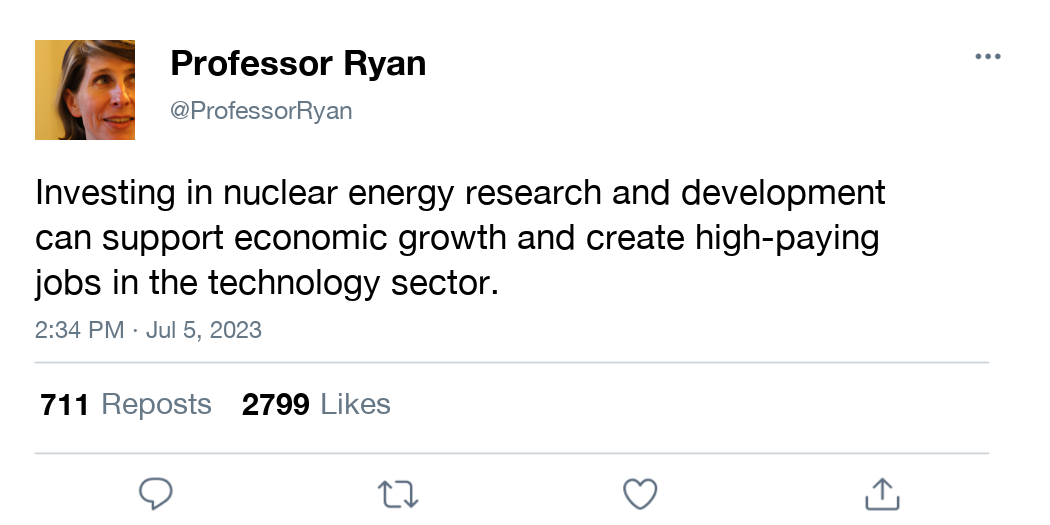 Professor Ryan
@ProfessorRyan
Investing in nuclear energy research and development
can support economic growth and create high-paying
jobs in the technology sector.
2:34 PM · Jul 5, 2023
711 Reposts 2799 Likes